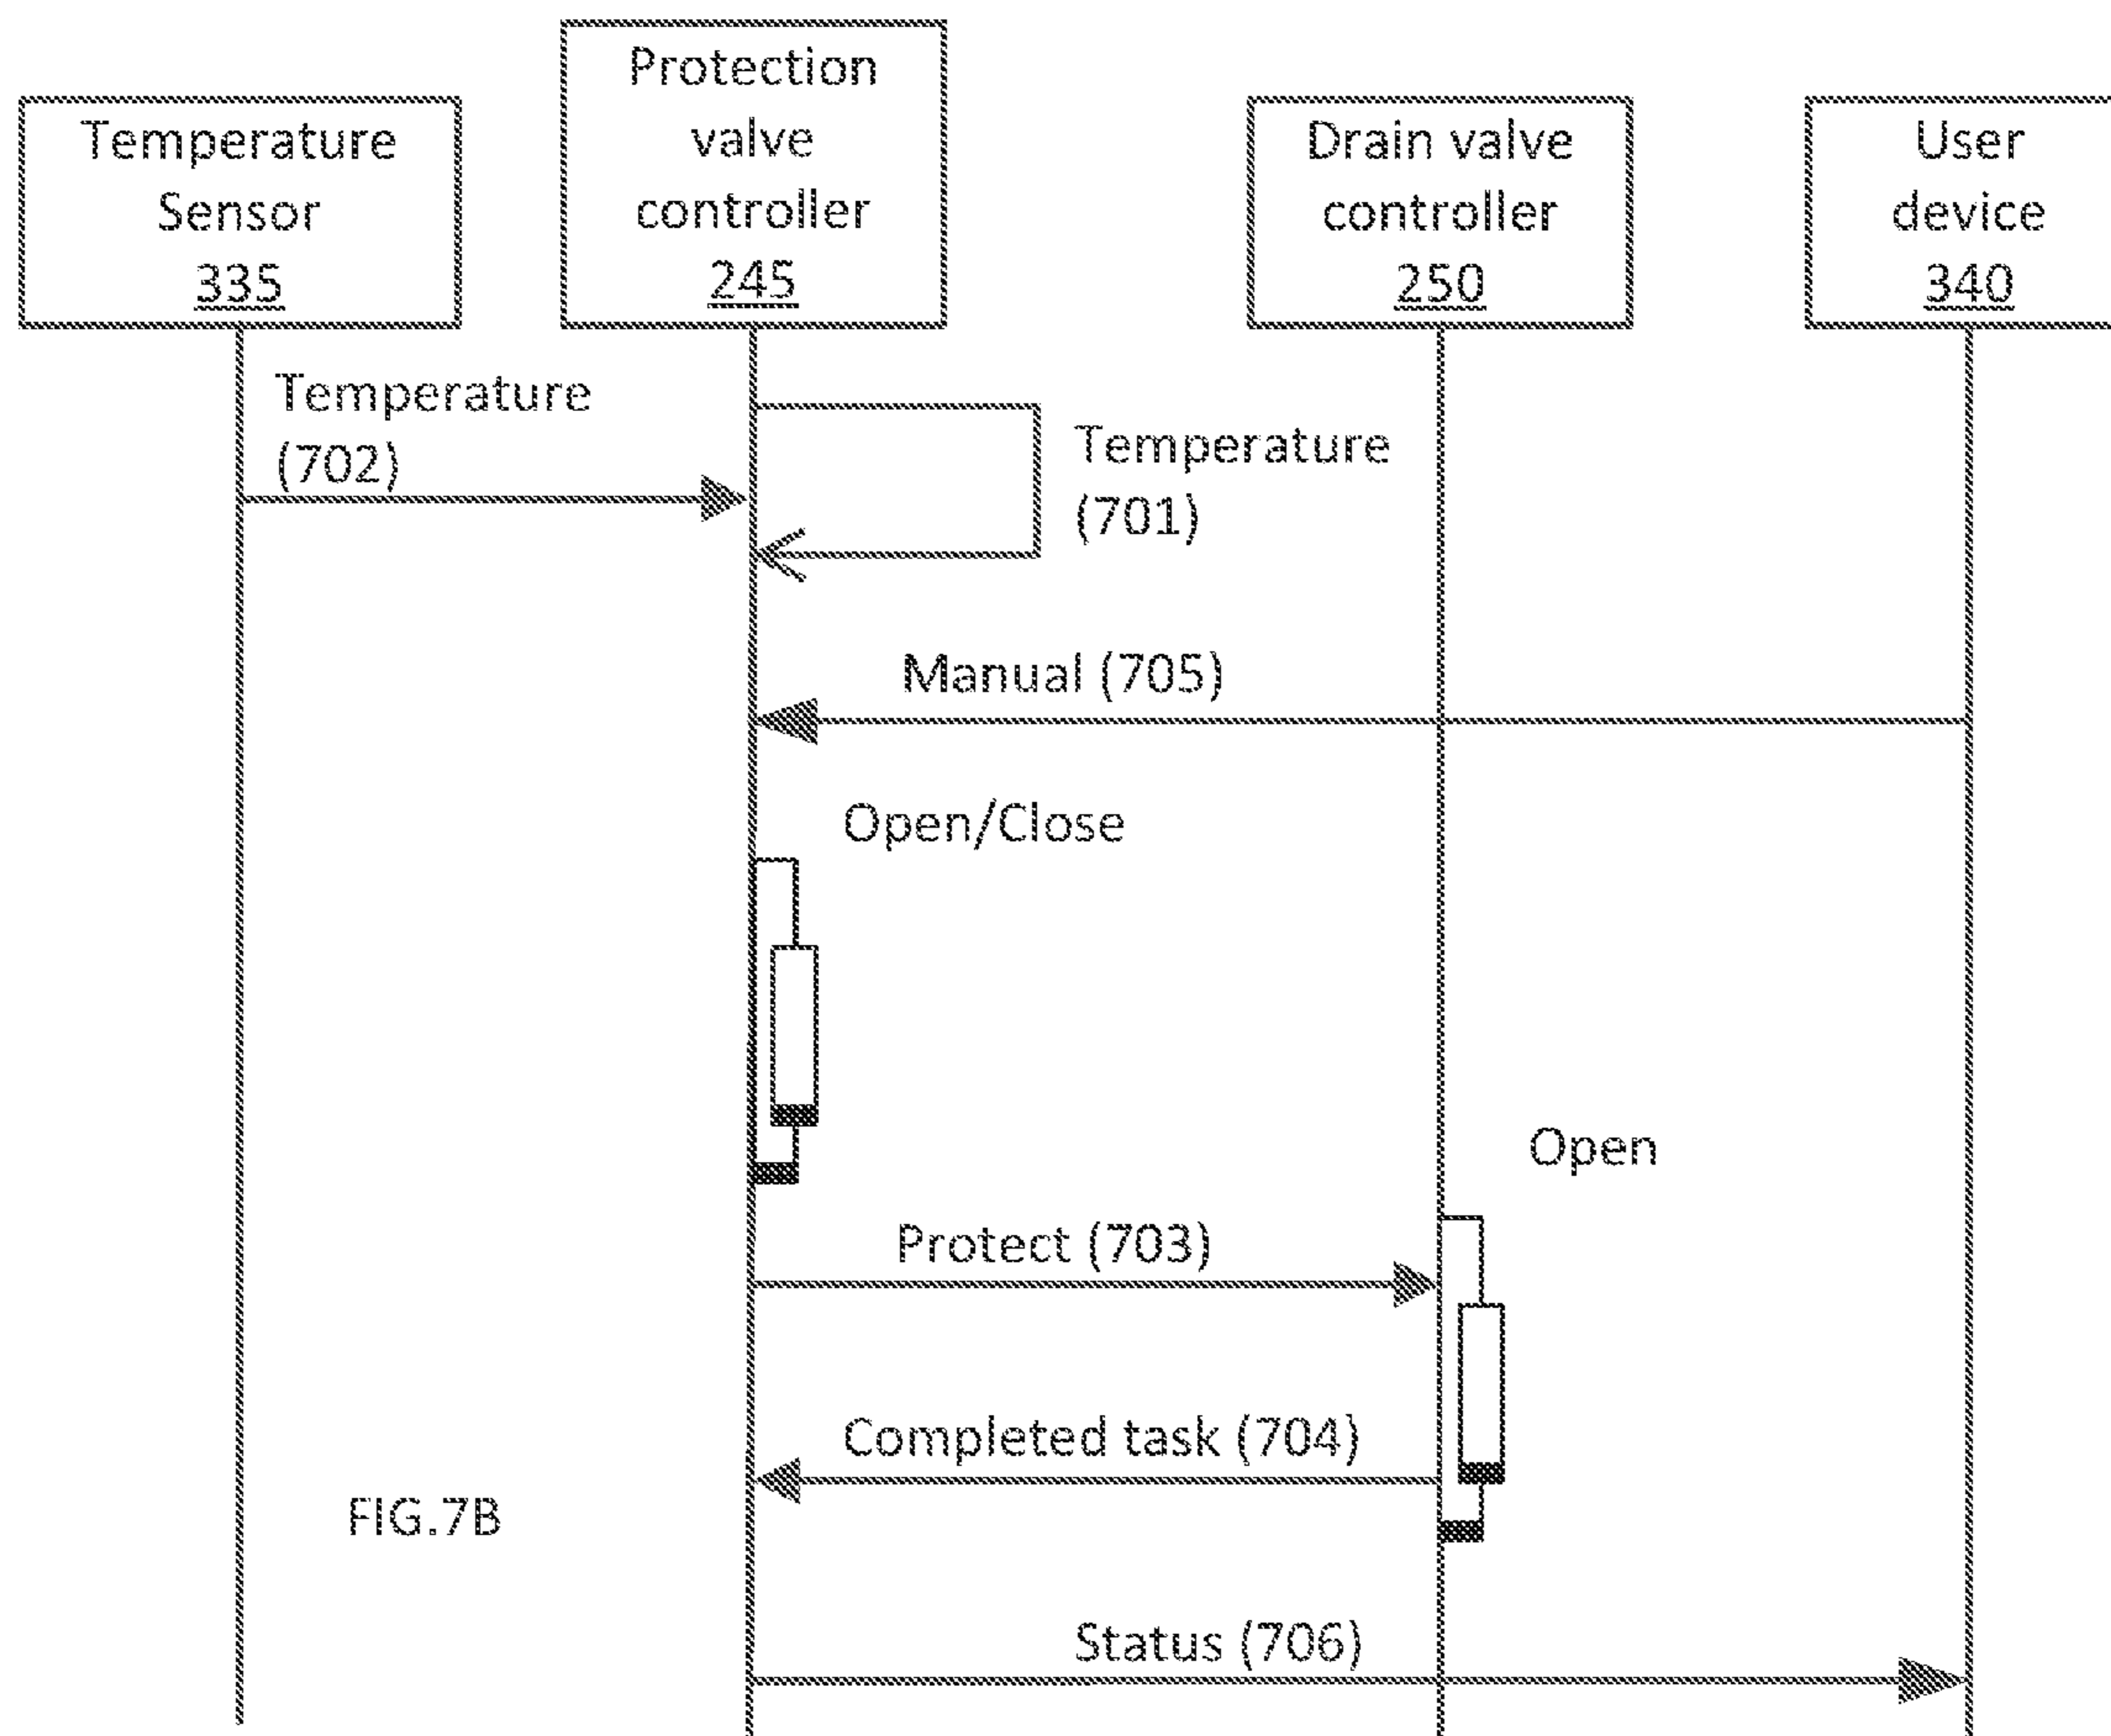 Temperature
Sensor
335
Protection
valve
controller
245
Drain valve
controller
250
User
device
340
Temperature
(702)
Temperature
(701)
Manual (705)
Open/Close
Open
Protect (703)
Completed task (704)
FIG.7B
Status (706)